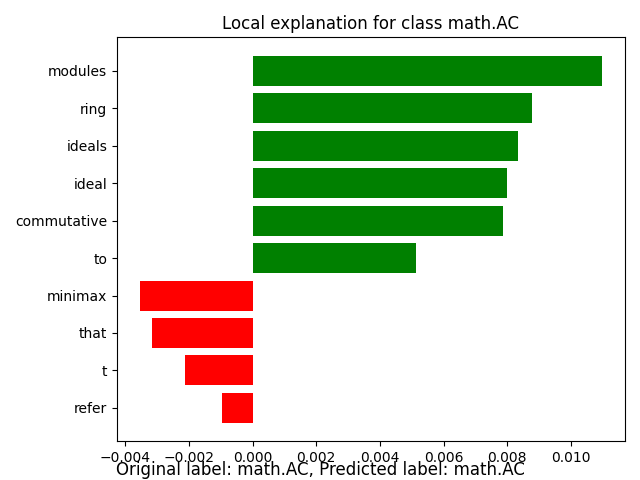 Local explanation for class math.AC
modules
ring
ideals
ideal
commutative
to
minimax
that
t
refer
−0.004 −0.002 0.000 0.002 0.004 0.006 0.008 0.010
Original label: math.AC, Predicted label: math.AC